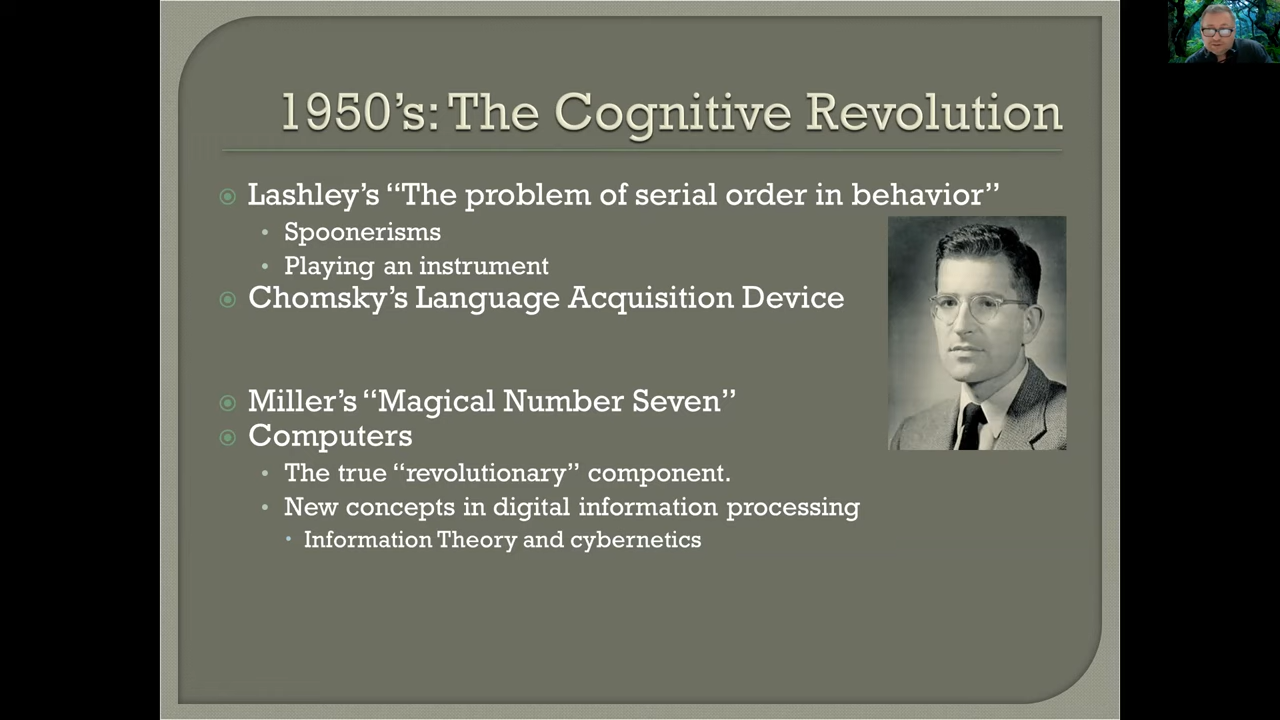 1950’s: The Cognitive Revolution
Lashley’s “The problem of serial order in behavior”
Spoonerisms
Playing an instrument
Chomsky’s Language Acquisition Device
Miller’s “Magical Number Seven”
Computers
The true “revolutionary” component.
New concepts in digital information processing
Information Theory and cybernetics